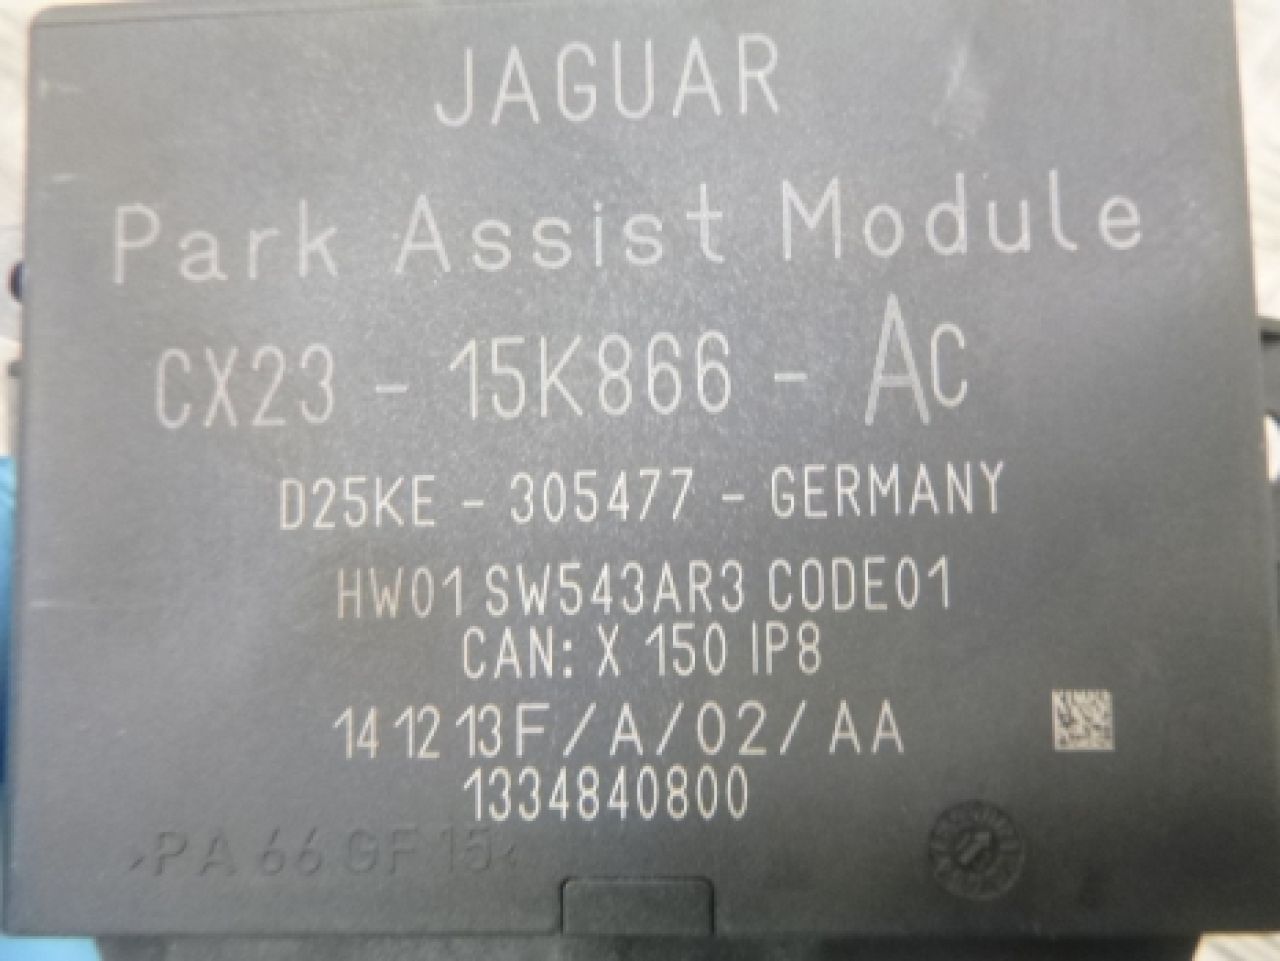 JAGUAR
Park Assist Module
CX23 - 15K866 - AC
D25KE - 305477 - GERMANY
HW01 SW543AR3 CODE01
CAN: X 150 IP8
14 12 13F/A/02/AA
1334840800
>PA 66 GF 15<